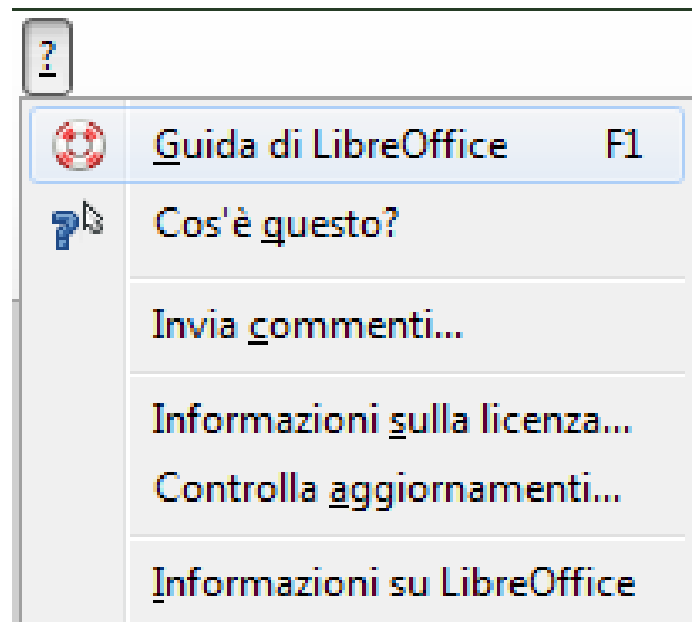 ?
Guida di LibreOffice F1
Cos'è questo?
Invia commenti...
Informazioni sulla licenza...
Controlla aggiornamenti...
Informazioni su LibreOffice